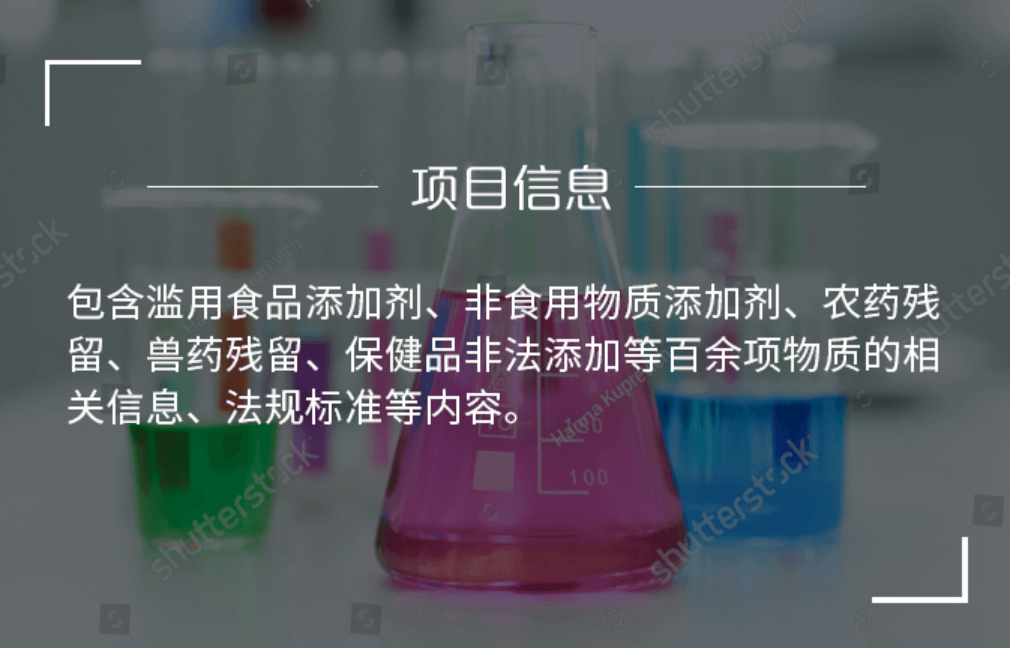 项目信息
包含滥用食品添加剂、非食用物质添加剂、农药残
留、兽药残留、保健品非法添加等百余项物质的相
关信息、法规标准等内容。
100
shutterstock
shutterstock
shutterstock
shutterstock
Hanna Kuprevich